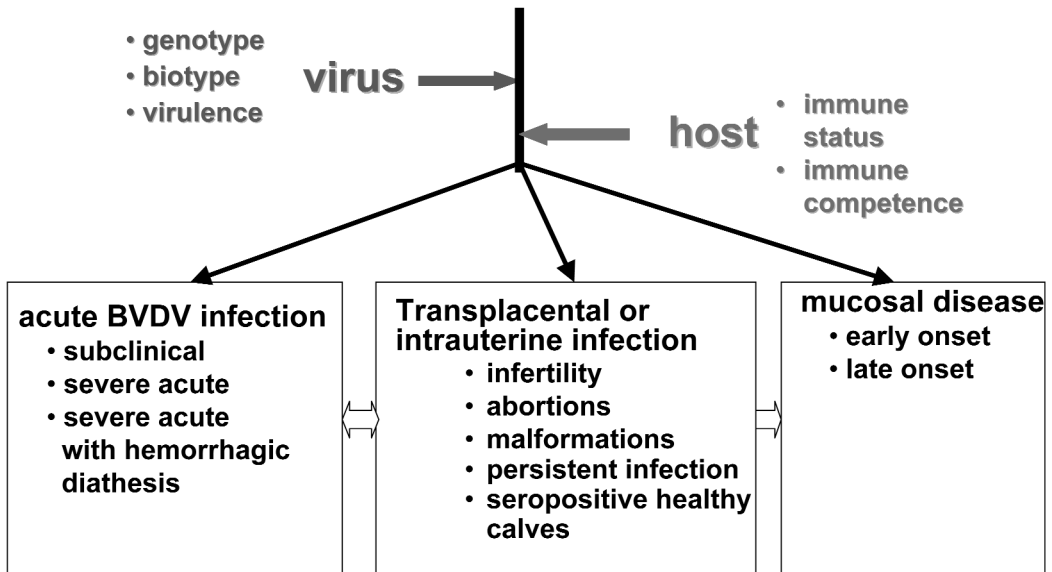 • genotype
• biotype
• virulence
virus
host
• immune
status
• immune
competence
acute BVDV infection
• subclinical
• severe acute
• severe acute
with hemorrhagic
diathesis
Transplacental or
intrauterine infection
• infertility
• abortions
• malformations
• persistent infection
• seropositive healthy
calves
mucosal disease
• early onset
• late onset